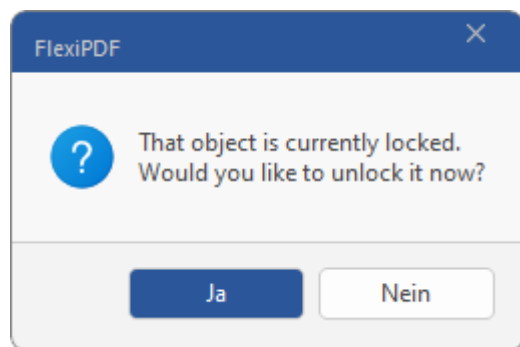 FlexiPDF
That object is currently locked.
Would you like to unlock it now?
Ja
Nein